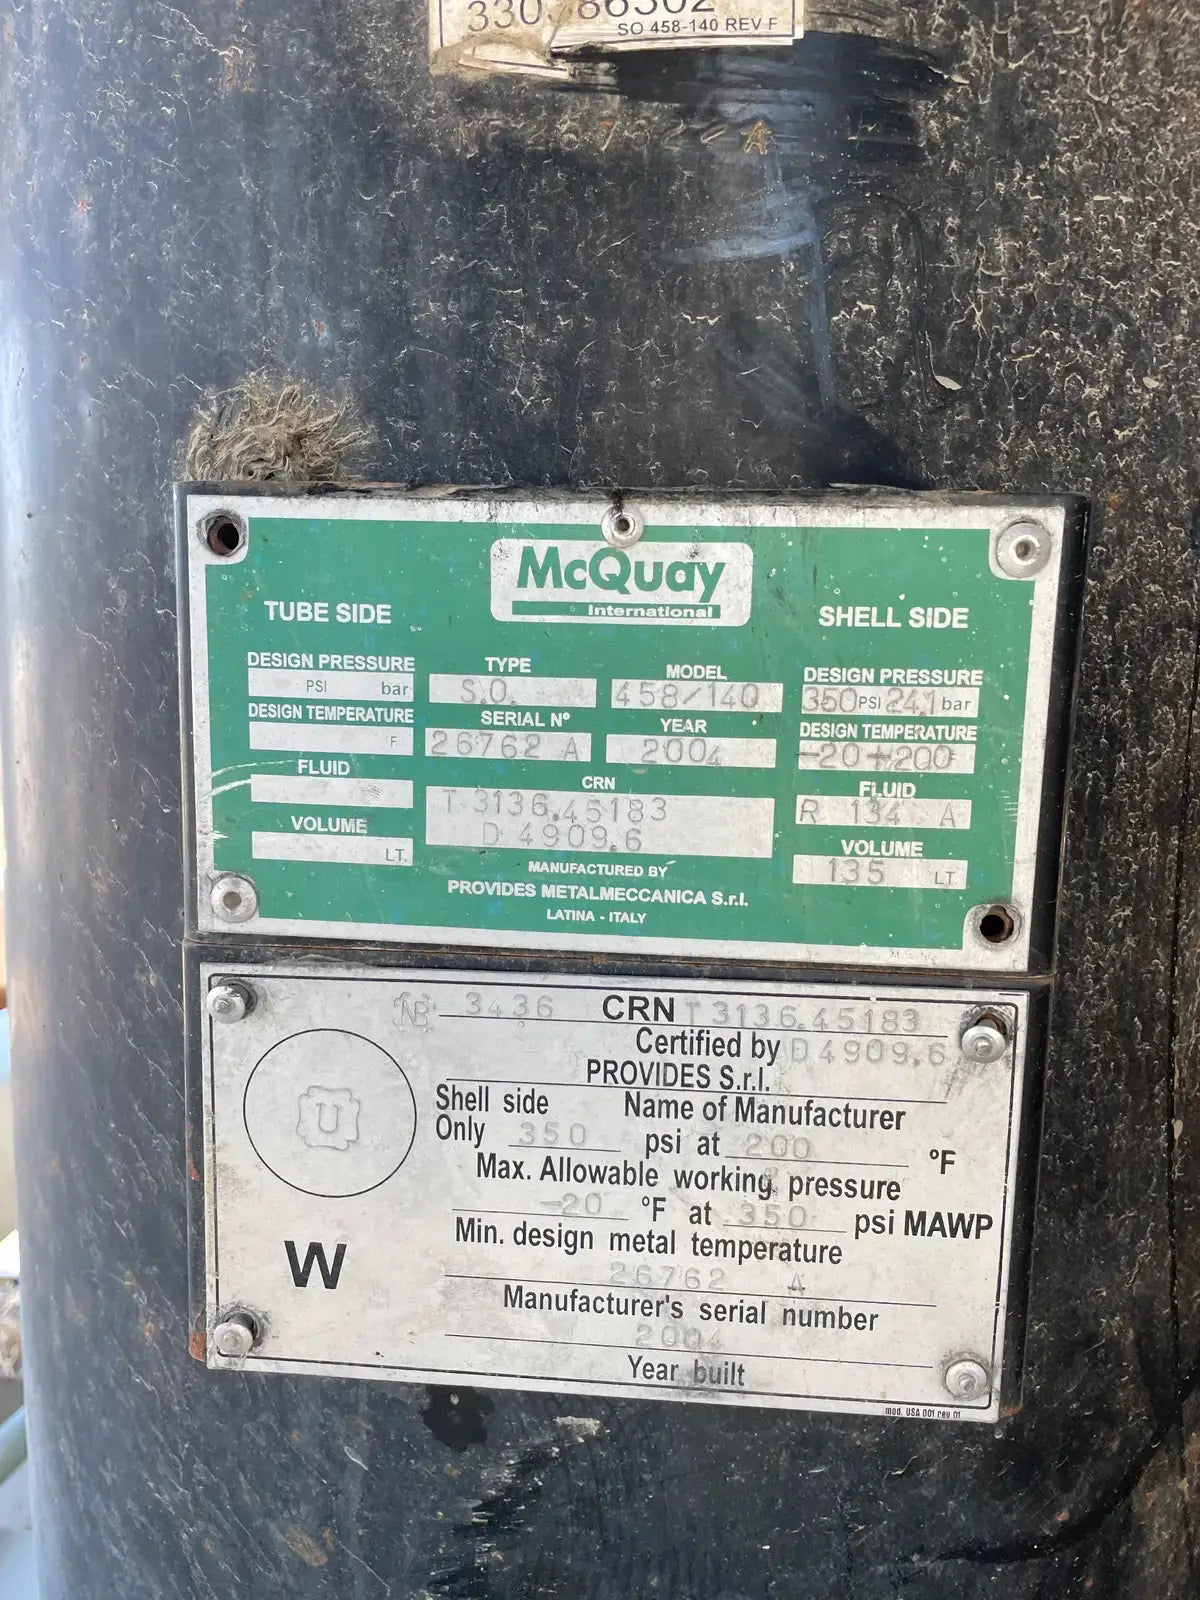 SO 458-140 REV F
McQuay
International
TUBE SIDE
SHELL SIDE
DESIGN PRESSURE
PSI bar
DESIGN TEMPERATURE
F
FLUID
VOLUME
LT.
TYPE
S.O.
MODEL
458/140
SERIAL Nº
26762 A
YEAR
2004
CRN
T 3136.45183
D 4909.6
MANUFACTURED BY
PROVIDES METALMECCANICA S.r.l.
LATINA - ITALY
DESIGN PRESSURE
350 PSI 24.1 bar
DESIGN TEMPERATURE
-20 +200 F
FLUID
R 134 A
VOLUME
135 LT
NB 3436 CRN T 3136.45183
Certified by D 4909.6
PROVIDES S.r.l.
Shell side Name of Manufacturer
Only 350 psi at 200 ºF
Max. Allowable working pressure
-20 ºF at 350 psi MAWP
Min. design metal temperature
26762 A
Manufacturer's serial number
2004
Year built
U
W
mod. USA 001 rev 01